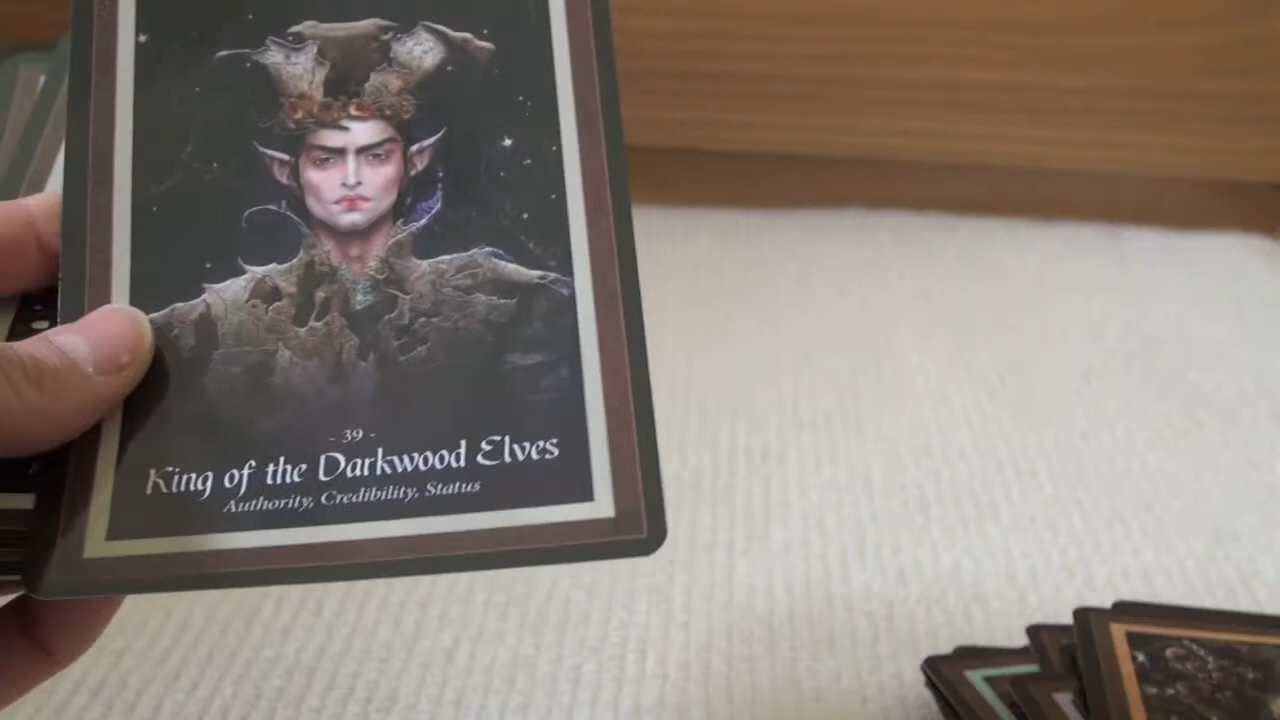 - 39 -
King of the Darkwood Elves
Authority, Credibility, Status